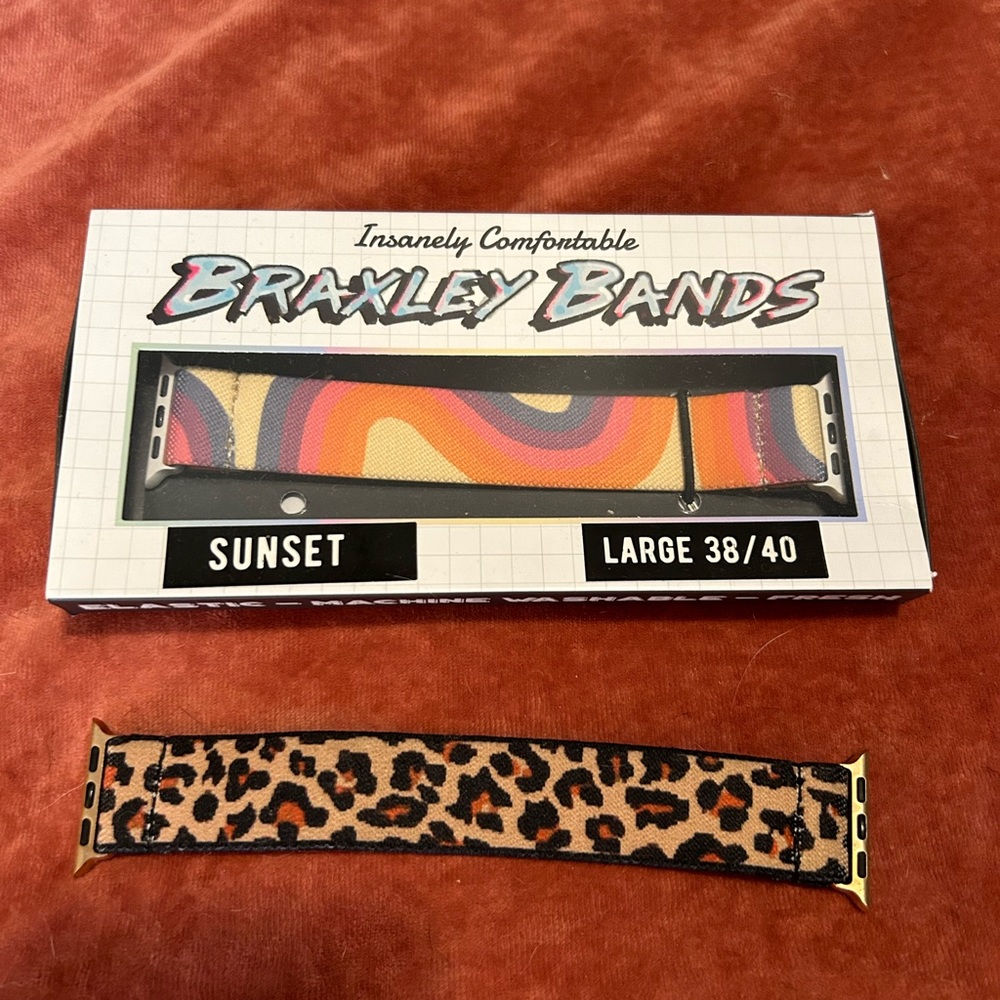 Insanely Comfortable
BRAXLEY BANDS
SUNSET
LARGE 38/40
ELASTIC - MACHINE WASHABLE - FRESH